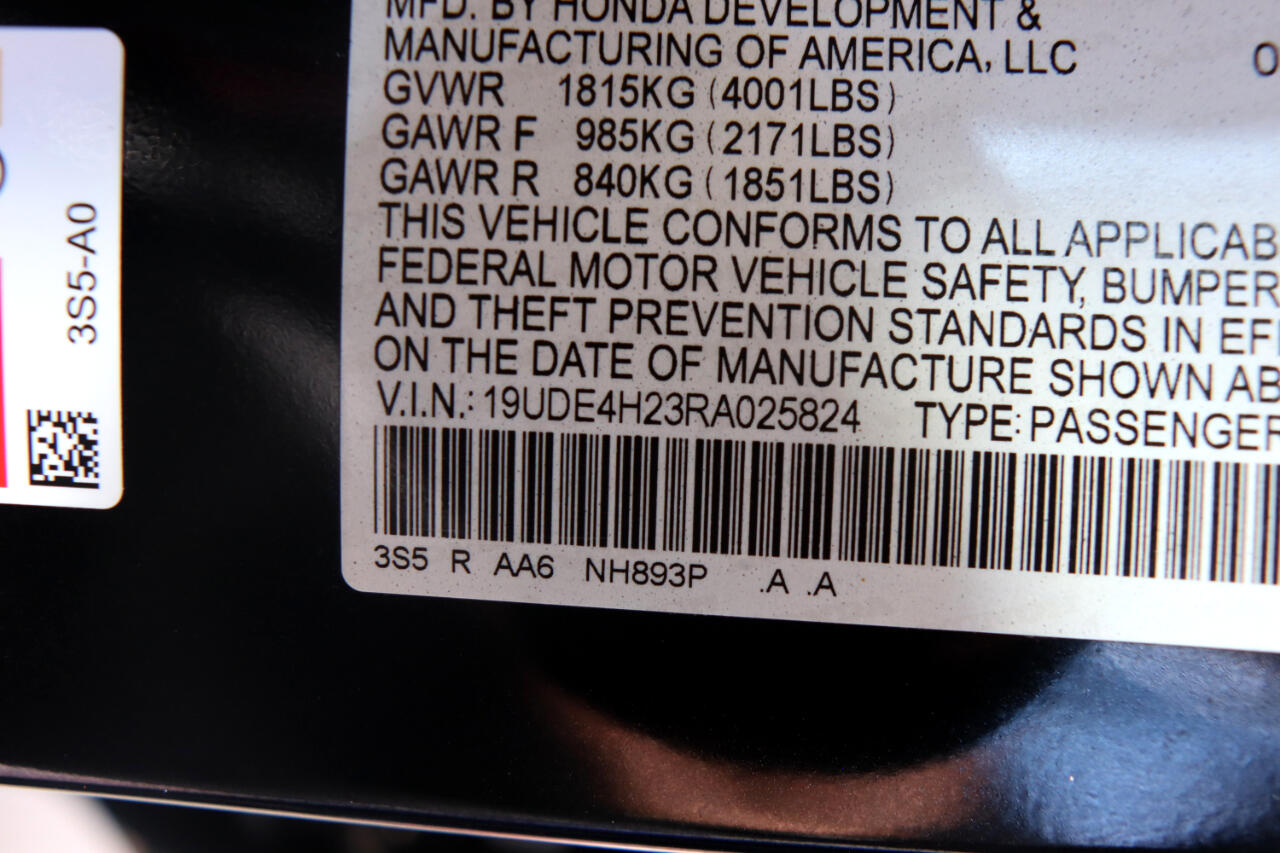 MFD. BY HONDA DEVELOPMENT &
MANUFACTURING OF AMERICA, LLC 0
GVWR 1815KG (4001LBS)
GAWR F 985KG (2171LBS)
GAWR R 840KG (1851LBS)
THIS VEHICLE CONFORMS TO ALL APPLICAB
FEDERAL MOTOR VEHICLE SAFETY, BUMPER
AND THEFT PREVENTION STANDARDS IN EFF
ON THE DATE OF MANUFACTURE SHOWN AB
V.I.N.: 19UDE4H23RA025824 TYPE: PASSENGER
3S5 R AA6 NH893P .A .A
3S5-A0